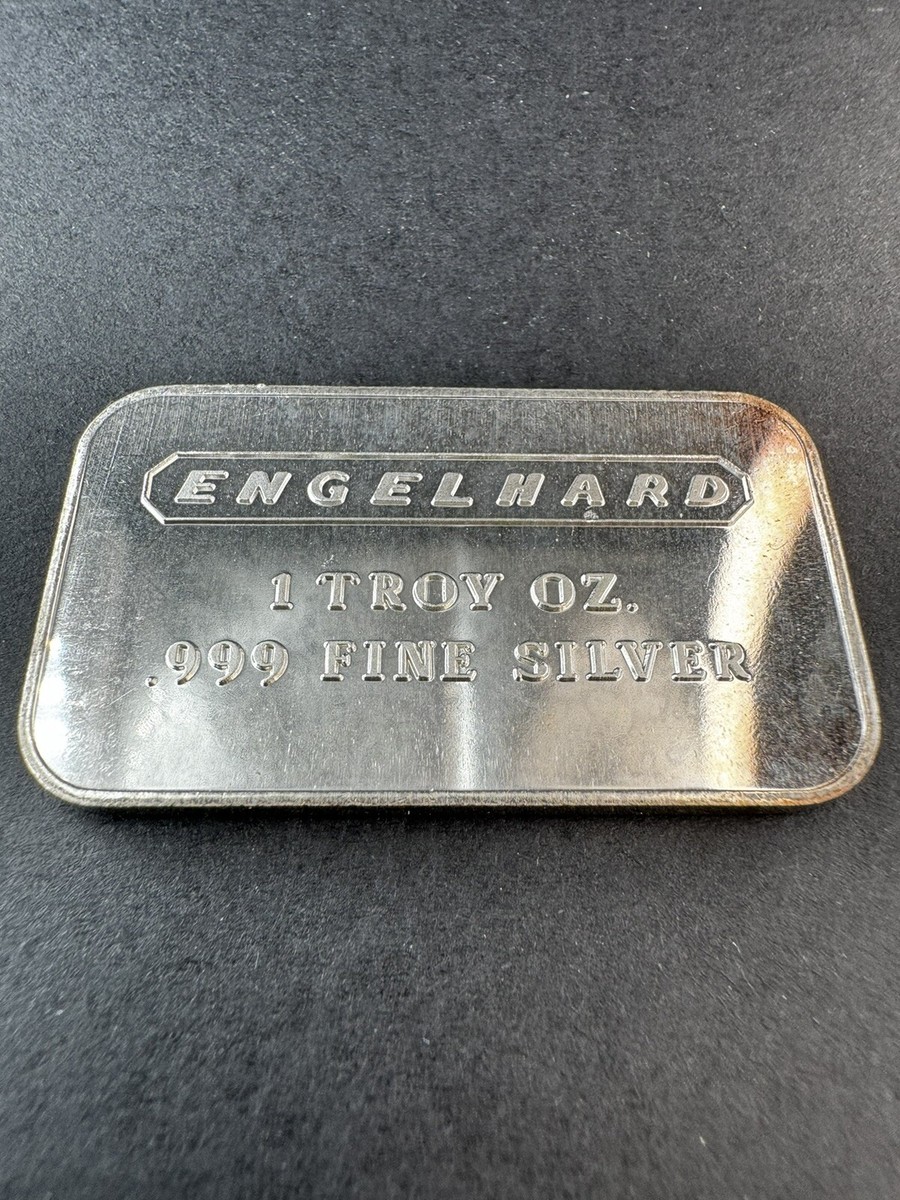 ENGELHARD
1 TROY OZ.
.999 FINE SILVER